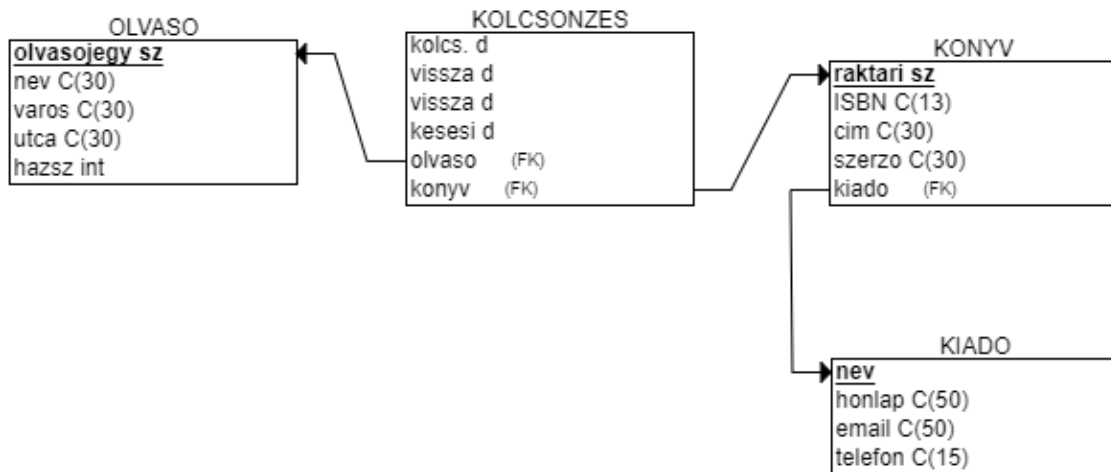 OLVASO
olvasojegy sz
nev C(30)
varos C(30)
utca C(30)
hazsz int
KOLCSONZES
kolcs. d
vissza d
vissza d
kesesi d
olvaso (FK)
konyv (FK)
KONYV
raktari sz
ISBN C(13)
cim C(30)
szerzo C(30)
kiado (FK)
KIADO
nev
honlap C(50)
email C(50)
telefon C(15)